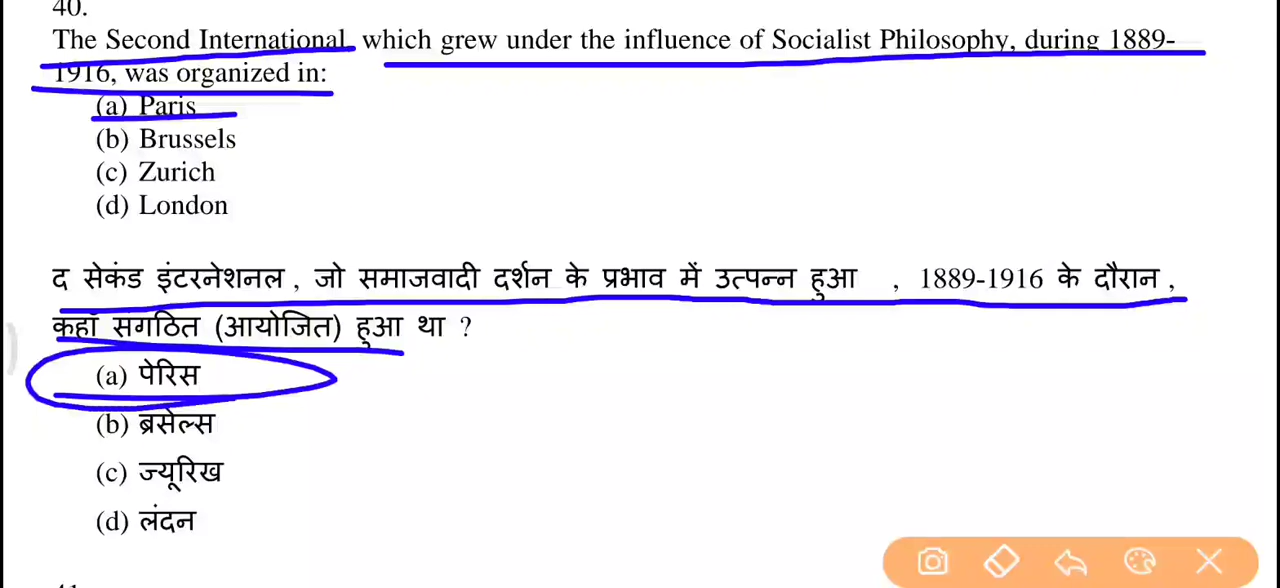 40.
The Second International, which grew under the influence of Socialist Philosophy, during 1889-
1916, was organized in:
(a) Paris
(b) Brussels
(c) Zurich
(d) London
द सेकंड इंटरनेशनल , जो समाजवादी दर्शन के प्रभाव में उत्पन्न हुआ , 1889-1916 के दौरान ,
कहाँ संगठित (आयोजित) हुआ था ?
(a) पेरिस
(b) ब्रसेल्स
(c) ज्यूरिख
(d) लंदन